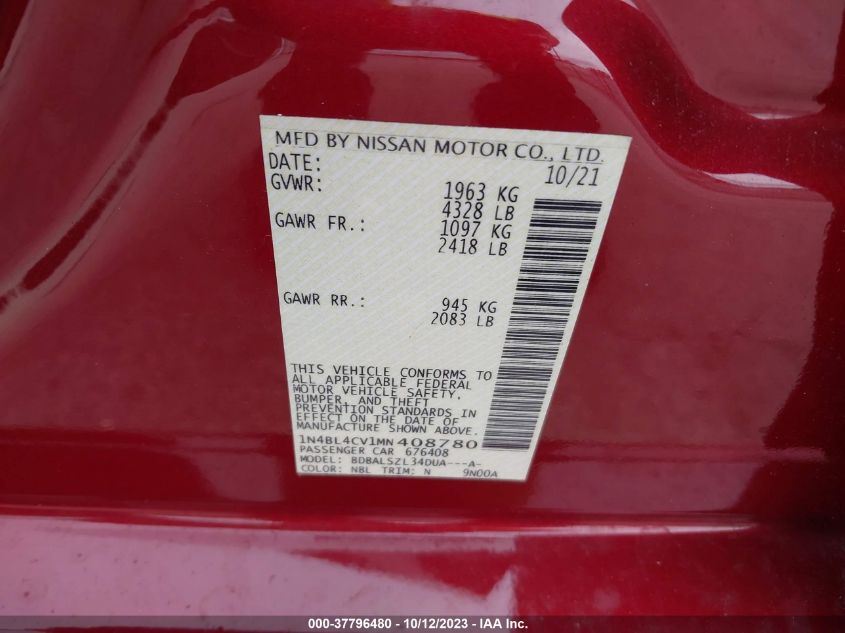 MFD BY NISSAN MOTOR CO., LTD.
DATE: 10/21
GVWR: 1963 KG
4328 LB
GAWR FR.: 1097 KG
2418 LB
GAWR RR.: 945 KG
2083 LB
THIS VEHICLE CONFORMS TO
ALL APPLICABLE FEDERAL
MOTOR VEHICLE SAFETY,
BUMPER, AND THEFT
PREVENTION STANDARDS IN
EFFECT ON THE DATE OF
MANUFACTURE SHOWN ABOVE.
1N4BL4CV1MN408780
PASSENGER CAR 676408
MODEL: BDBALSZL34DUA---A-
COLOR: NBL TRIM: N 9N00A
000-37796480 - 10/12/2023 - IAA Inc.